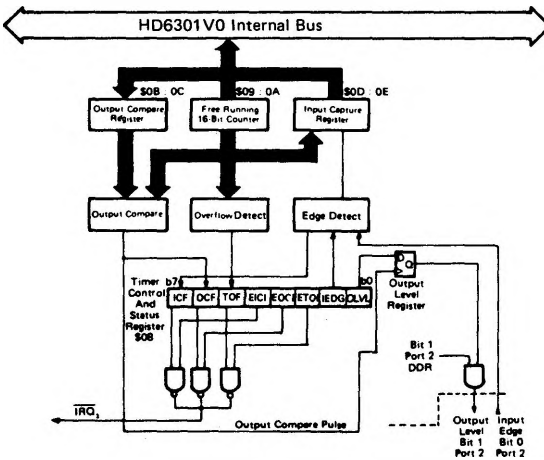 HD6301V0 Internal Bus
$0B : 0C
$09 : 0A
$0D : 0E
Output Compare
Register
Free Running
16-Bit Counter
Input Capture
Register
Output Compare
Overflow Detect
Edge Detect
Timer
Control
And
Status
Register
$08
b7
b0
ICF
OCF
TOF
EICI
EOCI
ETOI
IEDG
OLVL
D
C
Output
Level
Register
Bit 1
Port 2
DDR
IRQ₃
Output Compare Pulse
Output
Level
Bit 1
Port 2
Input
Edge
Bit 0
Port 2